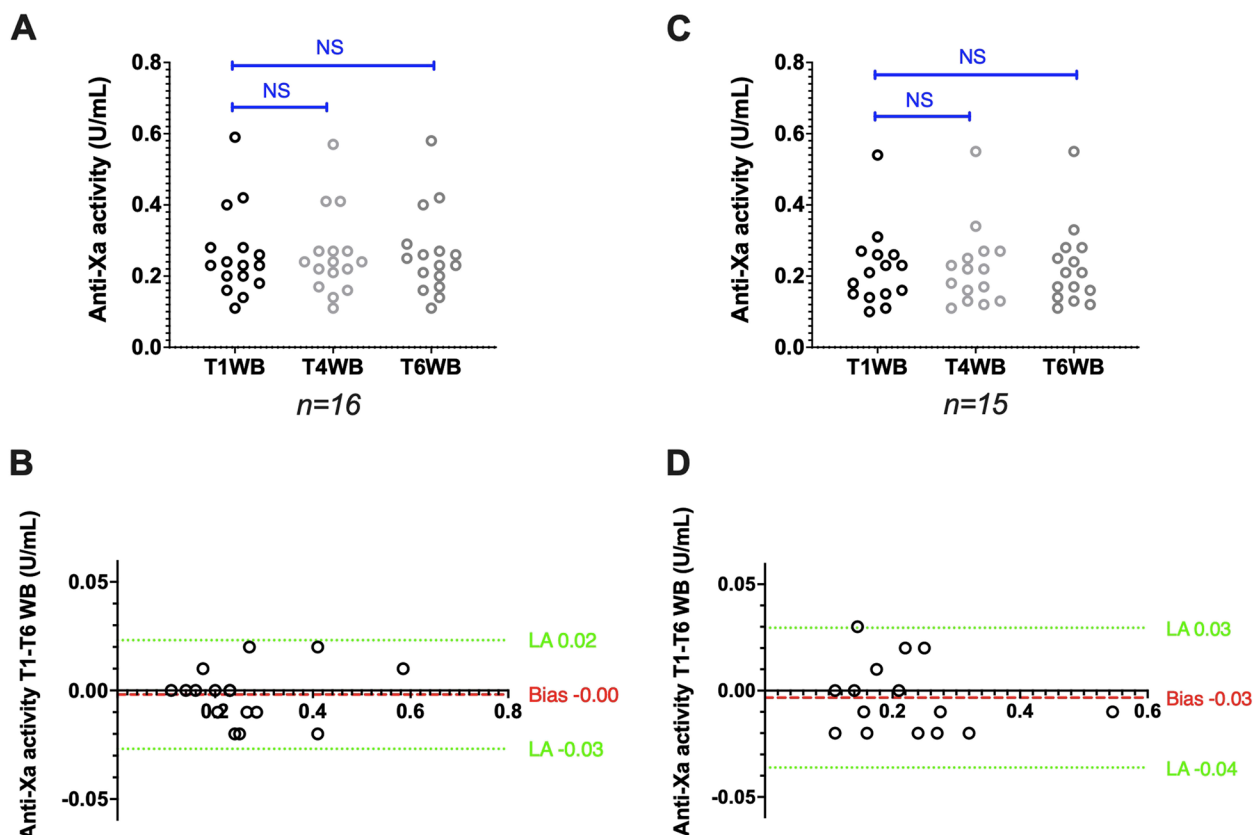 A
Anti-Xa activity (U/mL)
0.8
0.6
0.4
0.2
0.0
NS
NS
T1WB T4WB T6WB
n=16
C
Anti-Xa activity (U/mL)
0.8
0.6
0.4
0.2
0.0
NS
NS
T1WB T4WB T6WB
n=15
B
Anti-Xa activity T1-T6 WB (U/mL)
0.05
0.00
-0.05
0.2 0.4 0.6 0.8
LA 0.02
Bias -0.00
LA -0.03
D
Anti-Xa activity T1-T6 WB (U/mL)
0.05
0.00
-0.05
0.2 0.4 0.6
LA 0.03
Bias -0.03
LA -0.04